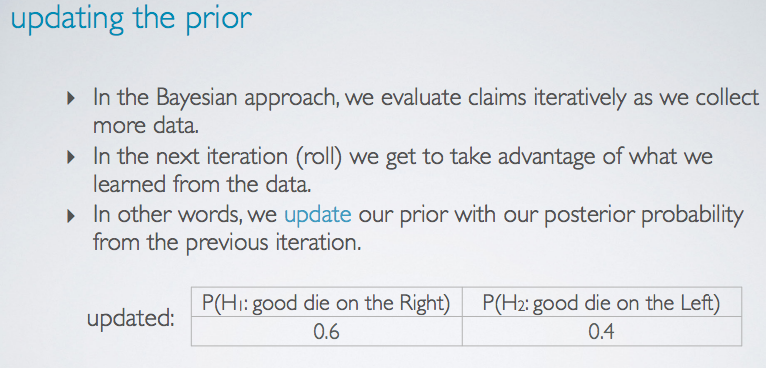 updating the prior
‣ In the Bayesian approach, we evaluate claims iteratively as we collect
more data.
‣ In the next iteration (roll) we get to take advantage of what we
learned from the data.
‣ In other words, we update our prior with our posterior probability
from the previous iteration.
P(H₁: good die on the Right) P(H₂: good die on the Left)
updated:
0.6 0.4